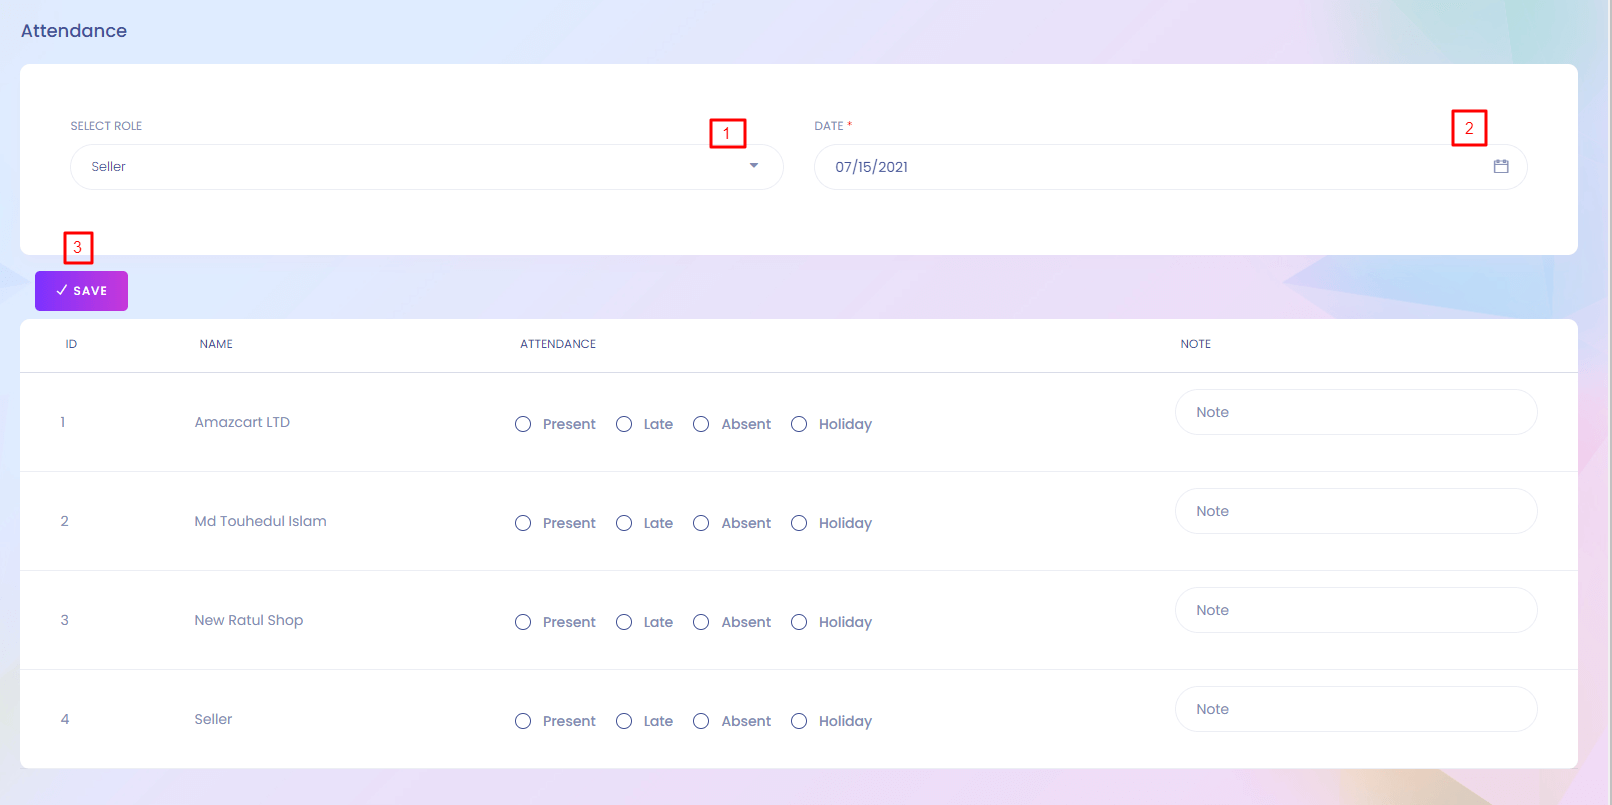 Attendance
SELECT ROLE 1 DATE * 2
Seller 07/15/2021
3
SAVE
ID NAME ATTENDANCE NOTE
1 Amazcart LTD Present Late Absent Holiday Note
2 Md Touhedul Islam Present Late Absent Holiday Note
3 New Ratul Shop Present Late Absent Holiday Note
4 Seller Present Late Absent Holiday Note